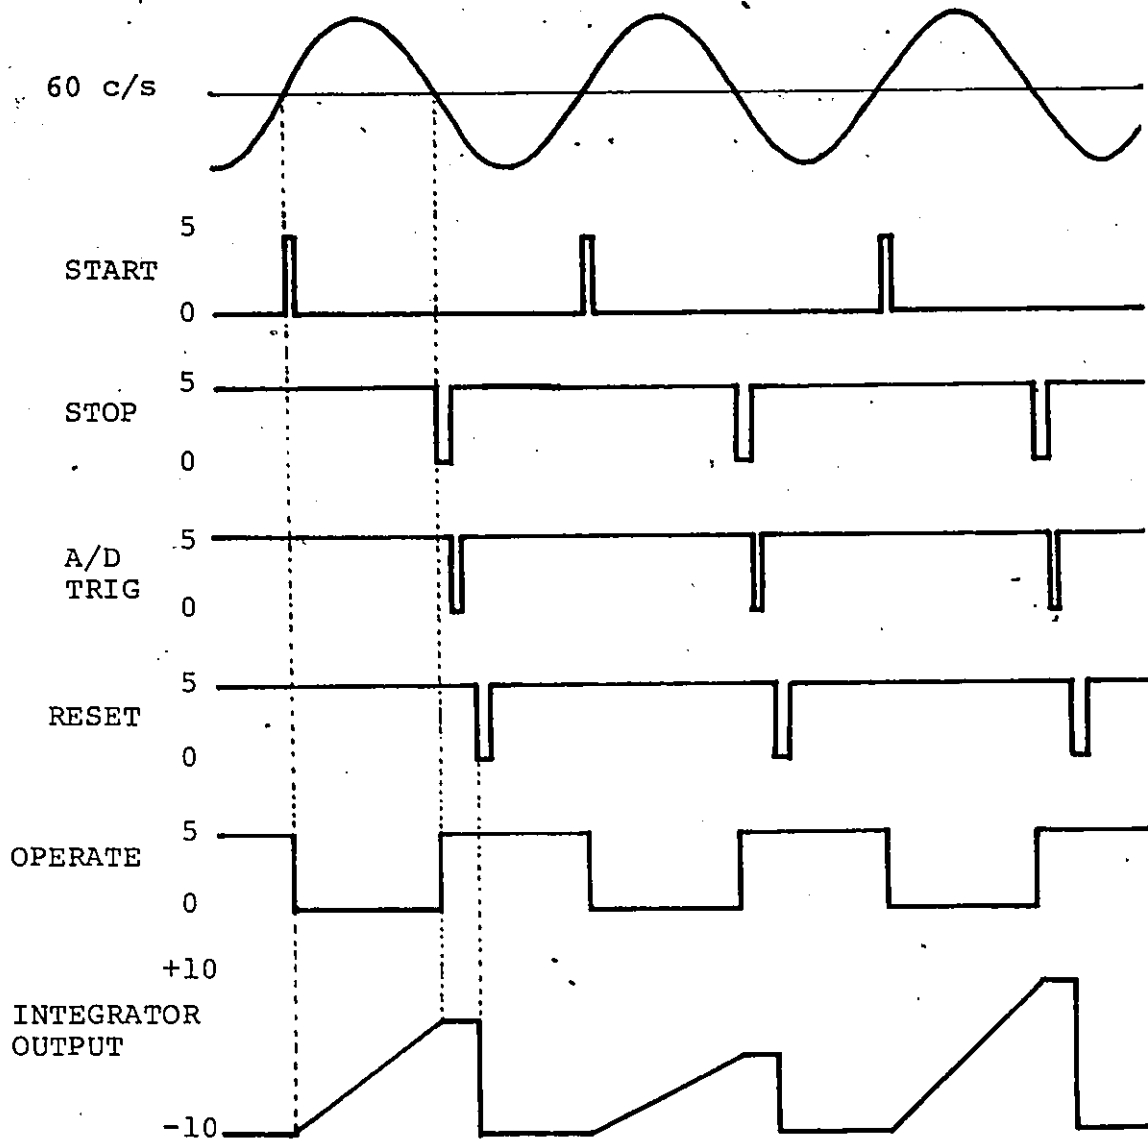 60 c/s
5
START
0
5
STOP
0
5
A/D
TRIG
0
5
RESET
0
5
OPERATE
0
+10
INTEGRATOR
OUTPUT
-10